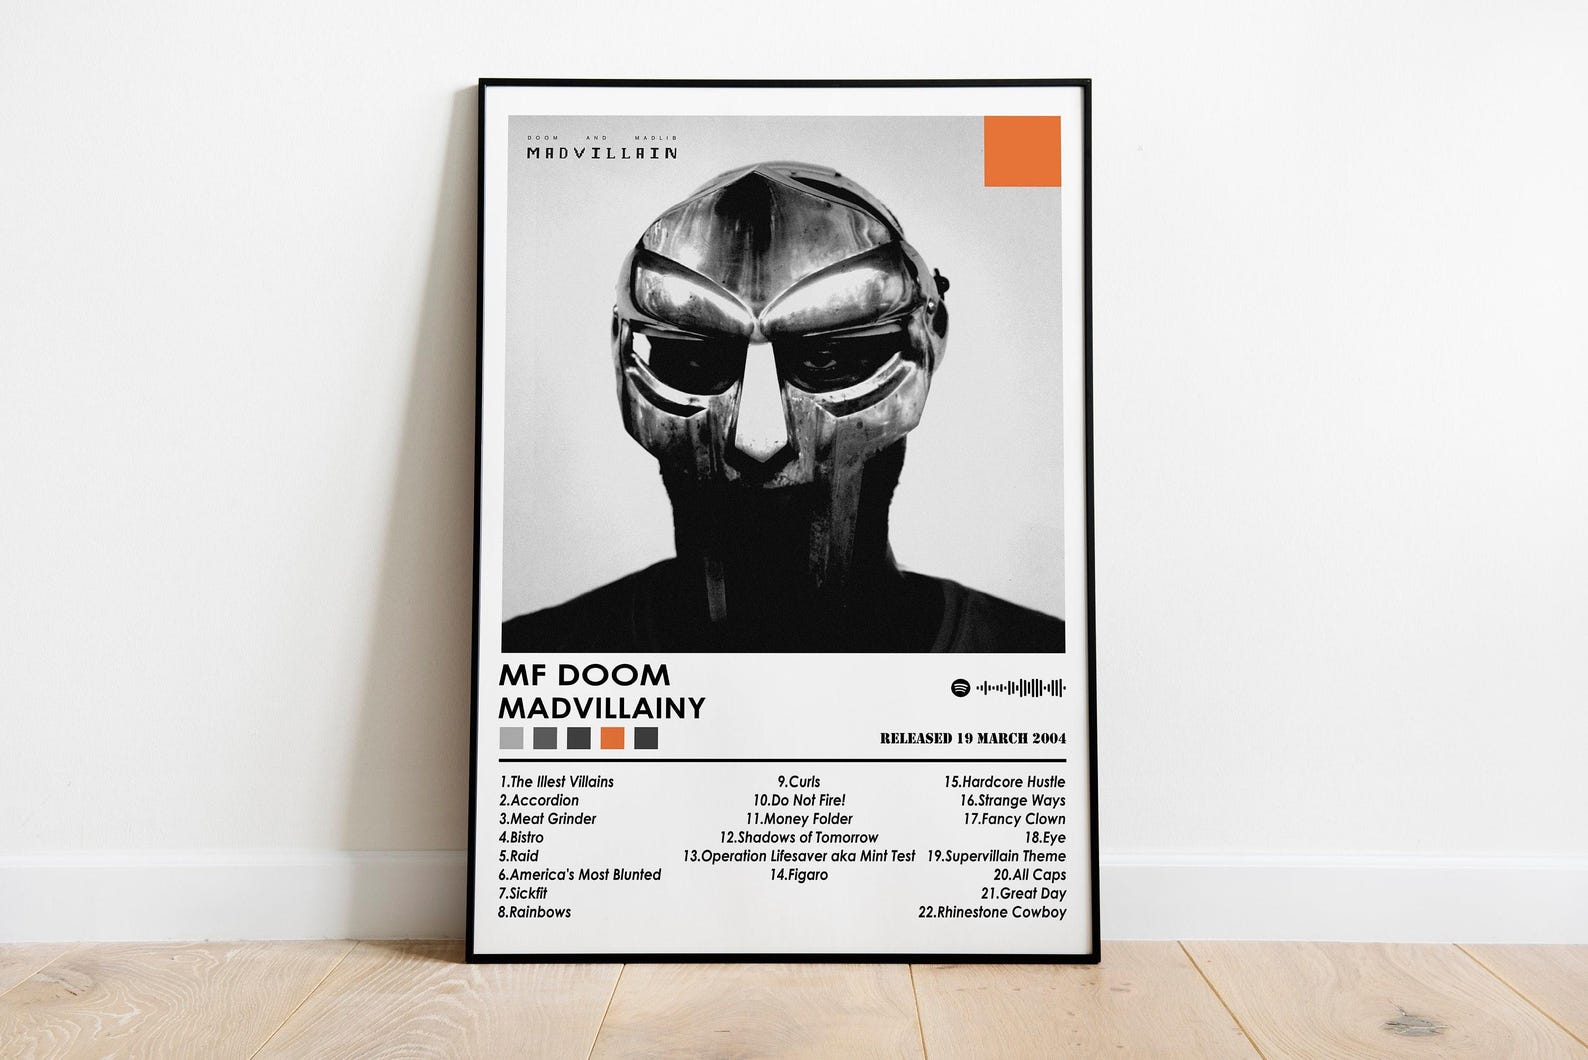 DOOM AND MADLIB
MADVILLAIN
MF DOOM
MADVILLAINY
RELEASED 19 MARCH 2004
1.The Illest Villains
2.Accordion
3.Meat Grinder
4.Bistro
5.Raid
6.America's Most Blunted
7.Sickfit
8.Rainbows
9.Curls
10.Do Not Fire!
11.Money Folder
12.Shadows of Tomorrow
13.Operation Lifesaver aka Mint Test
14.Figaro
15.Hardcore Hustle
16.Strange Ways
17.Fancy Clown
18.Eye
19.Supervillain Theme
20.All Caps
21.Great Day
22.Rhinestone Cowboy